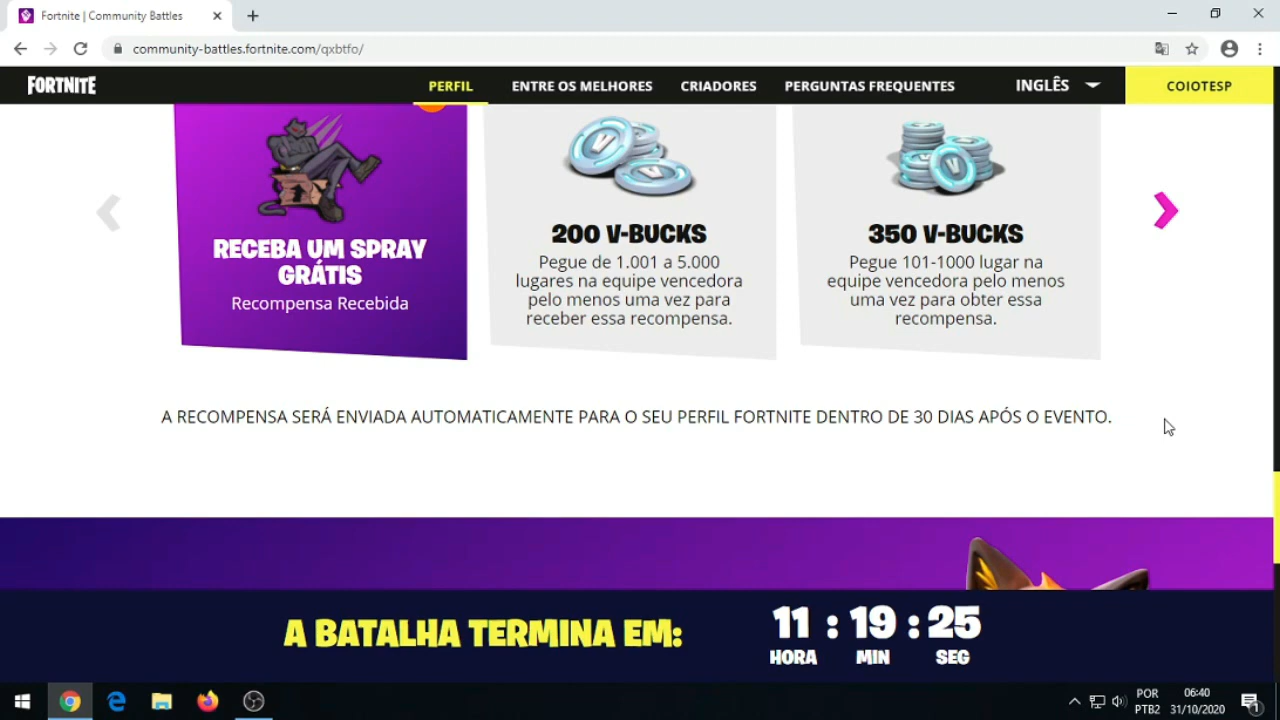 Fortnite | Community Battles
community-battles.fortnite.com/qxbtfo/
FORTNITE
PERFIL
ENTRE OS MELHORES
CRIADORES
PERGUNTAS FREQUENTES
INGLÊS
COIOTESP
RECEBA UM SPRAY
GRÁTIS
Recompensa Recebida
200 V-BUCKS
Pegue de 1.001 a 5.000
lugares na equipe vencedora
pelo menos uma vez para
receber essa recompensa.
350 V-BUCKS
Pegue 101-1000 lugar na
equipe vencedora pelo menos
uma vez para obter essa
recompensa.
A RECOMPENSA SERÁ ENVIADA AUTOMATICAMENTE PARA O SEU PERFIL FORTNITE DENTRO DE 30 DIAS APÓS O EVENTO.
A BATALHA TERMINA EM:
11 : 19 : 25
HORA MIN SEG
POR
PTB2
06:40
31/10/2020
1